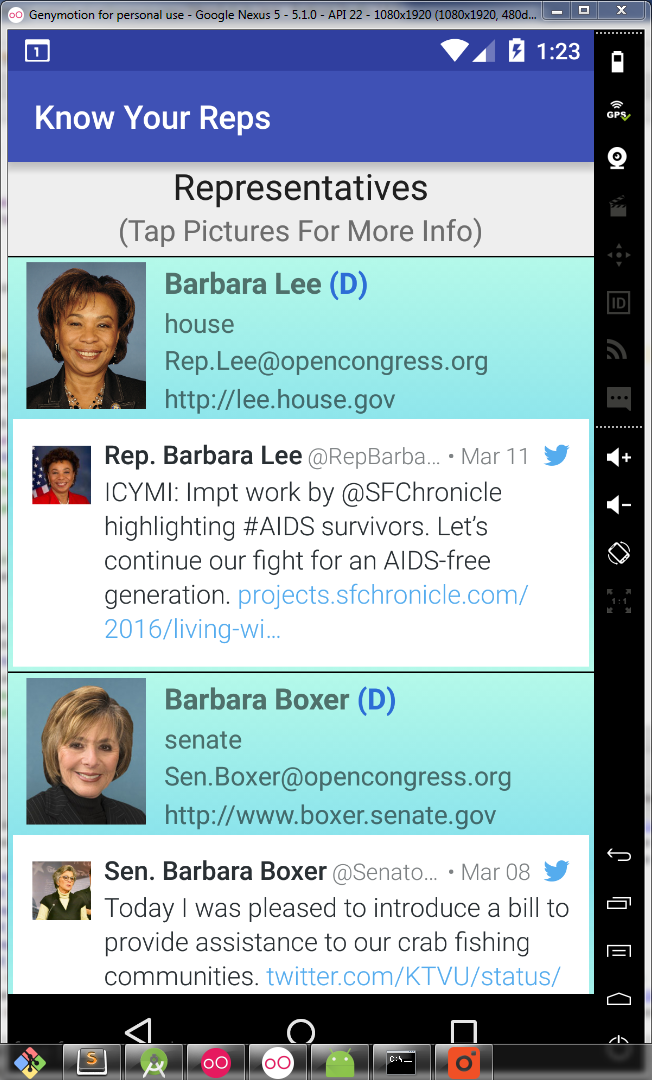 Genymotion for personal use - Google Nexus 5 - 5.1.0 - API 22 - 1080x1920 (1080x1920, 480d...
1
1:23
GPS
Know Your Reps
Representatives
(Tap Pictures For More Info)
Barbara Lee (D)
house
Rep.Lee@opencongress.org
http://lee.house.gov
ID
Rep. Barbara Lee @RepBarba... • Mar 11
ICYMI: Impt work by @SFChronicle
highlighting #AIDS survivors. Let's
continue our fight for an AIDS-free
generation. projects.sfchronicle.com/
2016/living-wi...
1:1
Barbara Boxer (D)
senate
Sen.Boxer@opencongress.org
http://www.boxer.senate.gov
Sen. Barbara Boxer @Senato... • Mar 08
Today I was pleased to introduce a bill to
provide assistance to our crab fishing
communities. twitter.com/KTVU/status/